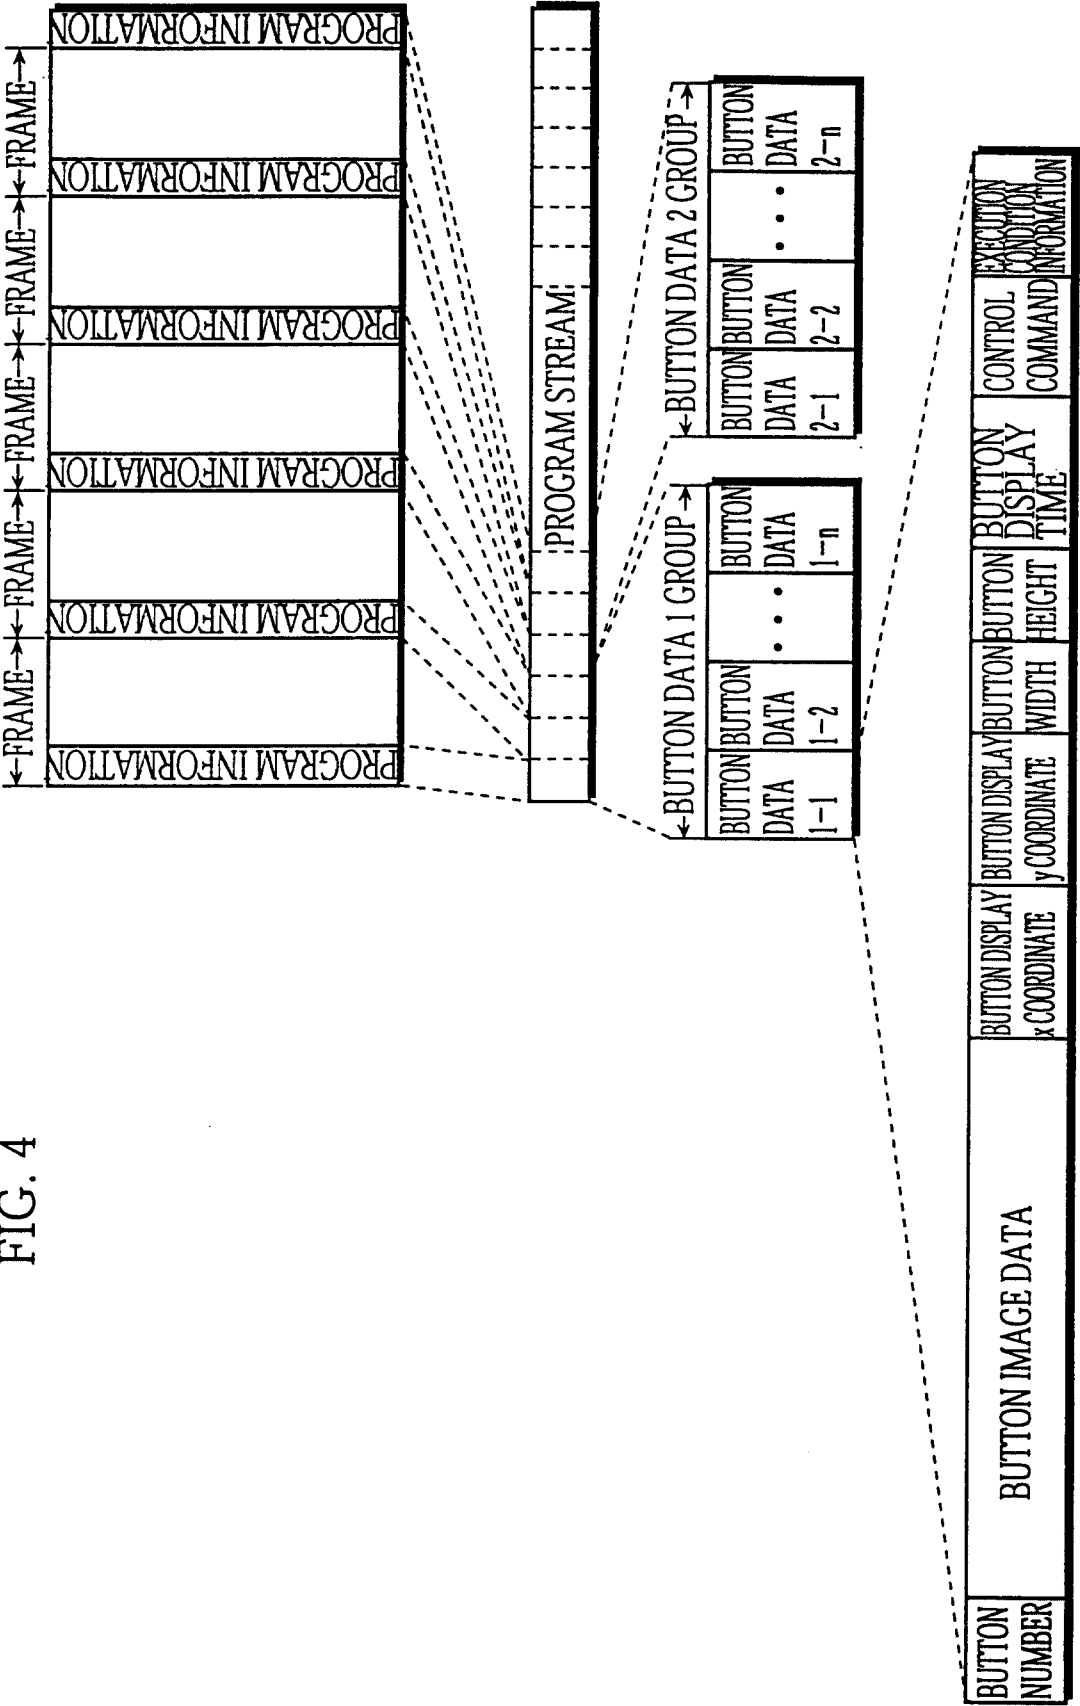 FIG. 4
FRAME
FRAME
FRAME
FRAME
FRAME
PROGRAM INFORMATION
PROGRAM INFORMATION
PROGRAM INFORMATION
PROGRAM INFORMATION
PROGRAM INFORMATION
PROGRAM INFORMATION
PROGRAM STREAM
BUTTON DATA 1 GROUP
BUTTON
DATA
1-1
BUTTON
DATA
1-2
• • •
BUTTON
DATA
1-n
BUTTON DATA 2 GROUP
BUTTON
DATA
2-1
BUTTON
DATA
2-2
• • •
BUTTON
DATA
2-n
BUTTON
NUMBER
BUTTON IMAGE DATA
BUTTON DISPLAY
x COORDINATE
BUTTON DISPLAY
y COORDINATE
BUTTON
WIDTH
BUTTON
HEIGHT
BUTTON
DISPLAY
TIME
CONTROL
COMMAND
EXECUTION
CONDITION
INFORMATION